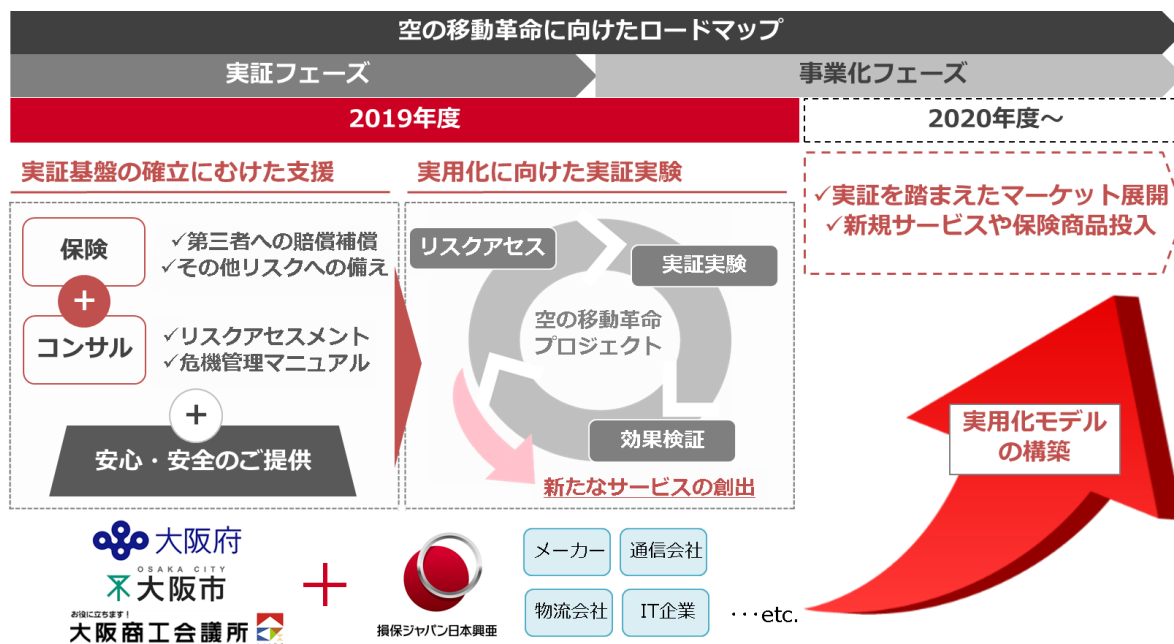 空の移動革命に向けたロードマップ
実証フェーズ
事業化フェーズ
2019年度
2020年度～
実証基盤の確立にむけた支援
保険
✓第三者への賠償補償
✓その他リスクへの備え
+
コンサル
✓リスクアセスメント
✓危機管理マニュアル
+
安心・安全のご提供
実用化に向けた実証実験
リスクアセス
実証実験
空の移動革命
プロジェクト
効果検証
新たなサービスの創出
✓実証を踏まえたマーケット展開
✓新規サービスや保険商品投入
実用化モデル
の構築
大阪府
OSAKA CITY
大阪市
お役に立ちます！
大阪商工会議所
+
損保ジャパン日本興亜
メーカー
通信会社
物流会社
IT企業
･･･etc.